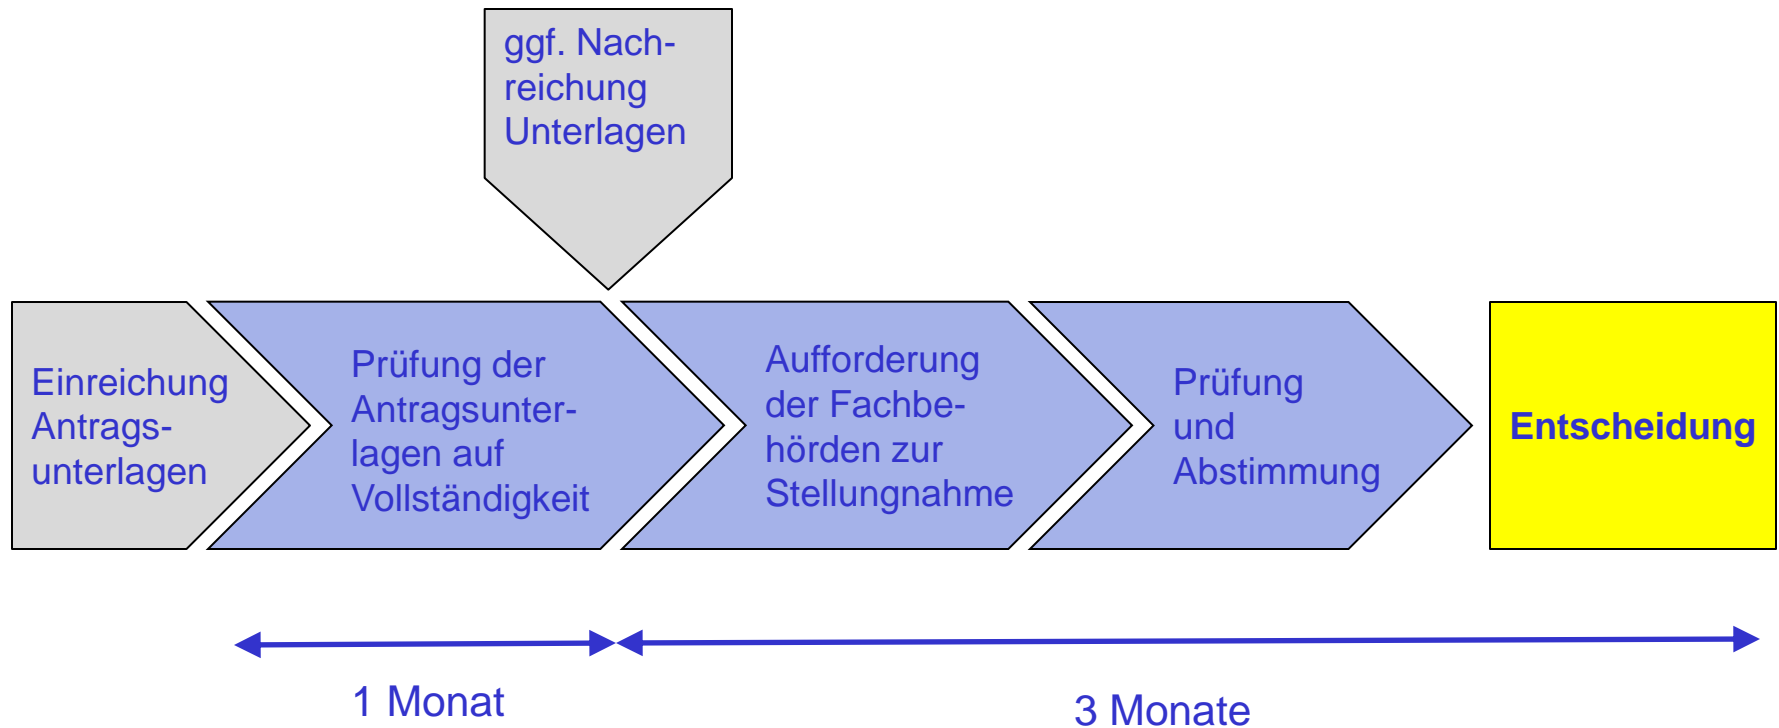 ggf. Nach-
reichung
Unterlagen
Einreichung
Antrags-
unterlagen
Prüfung der
Antragsunter-
lagen auf
Vollständigkeit
Aufforderung
der Fachbe-
hörden zur
Stellungnahme
Prüfung
und
Abstimmung
Entscheidung
1 Monat
3 Monate